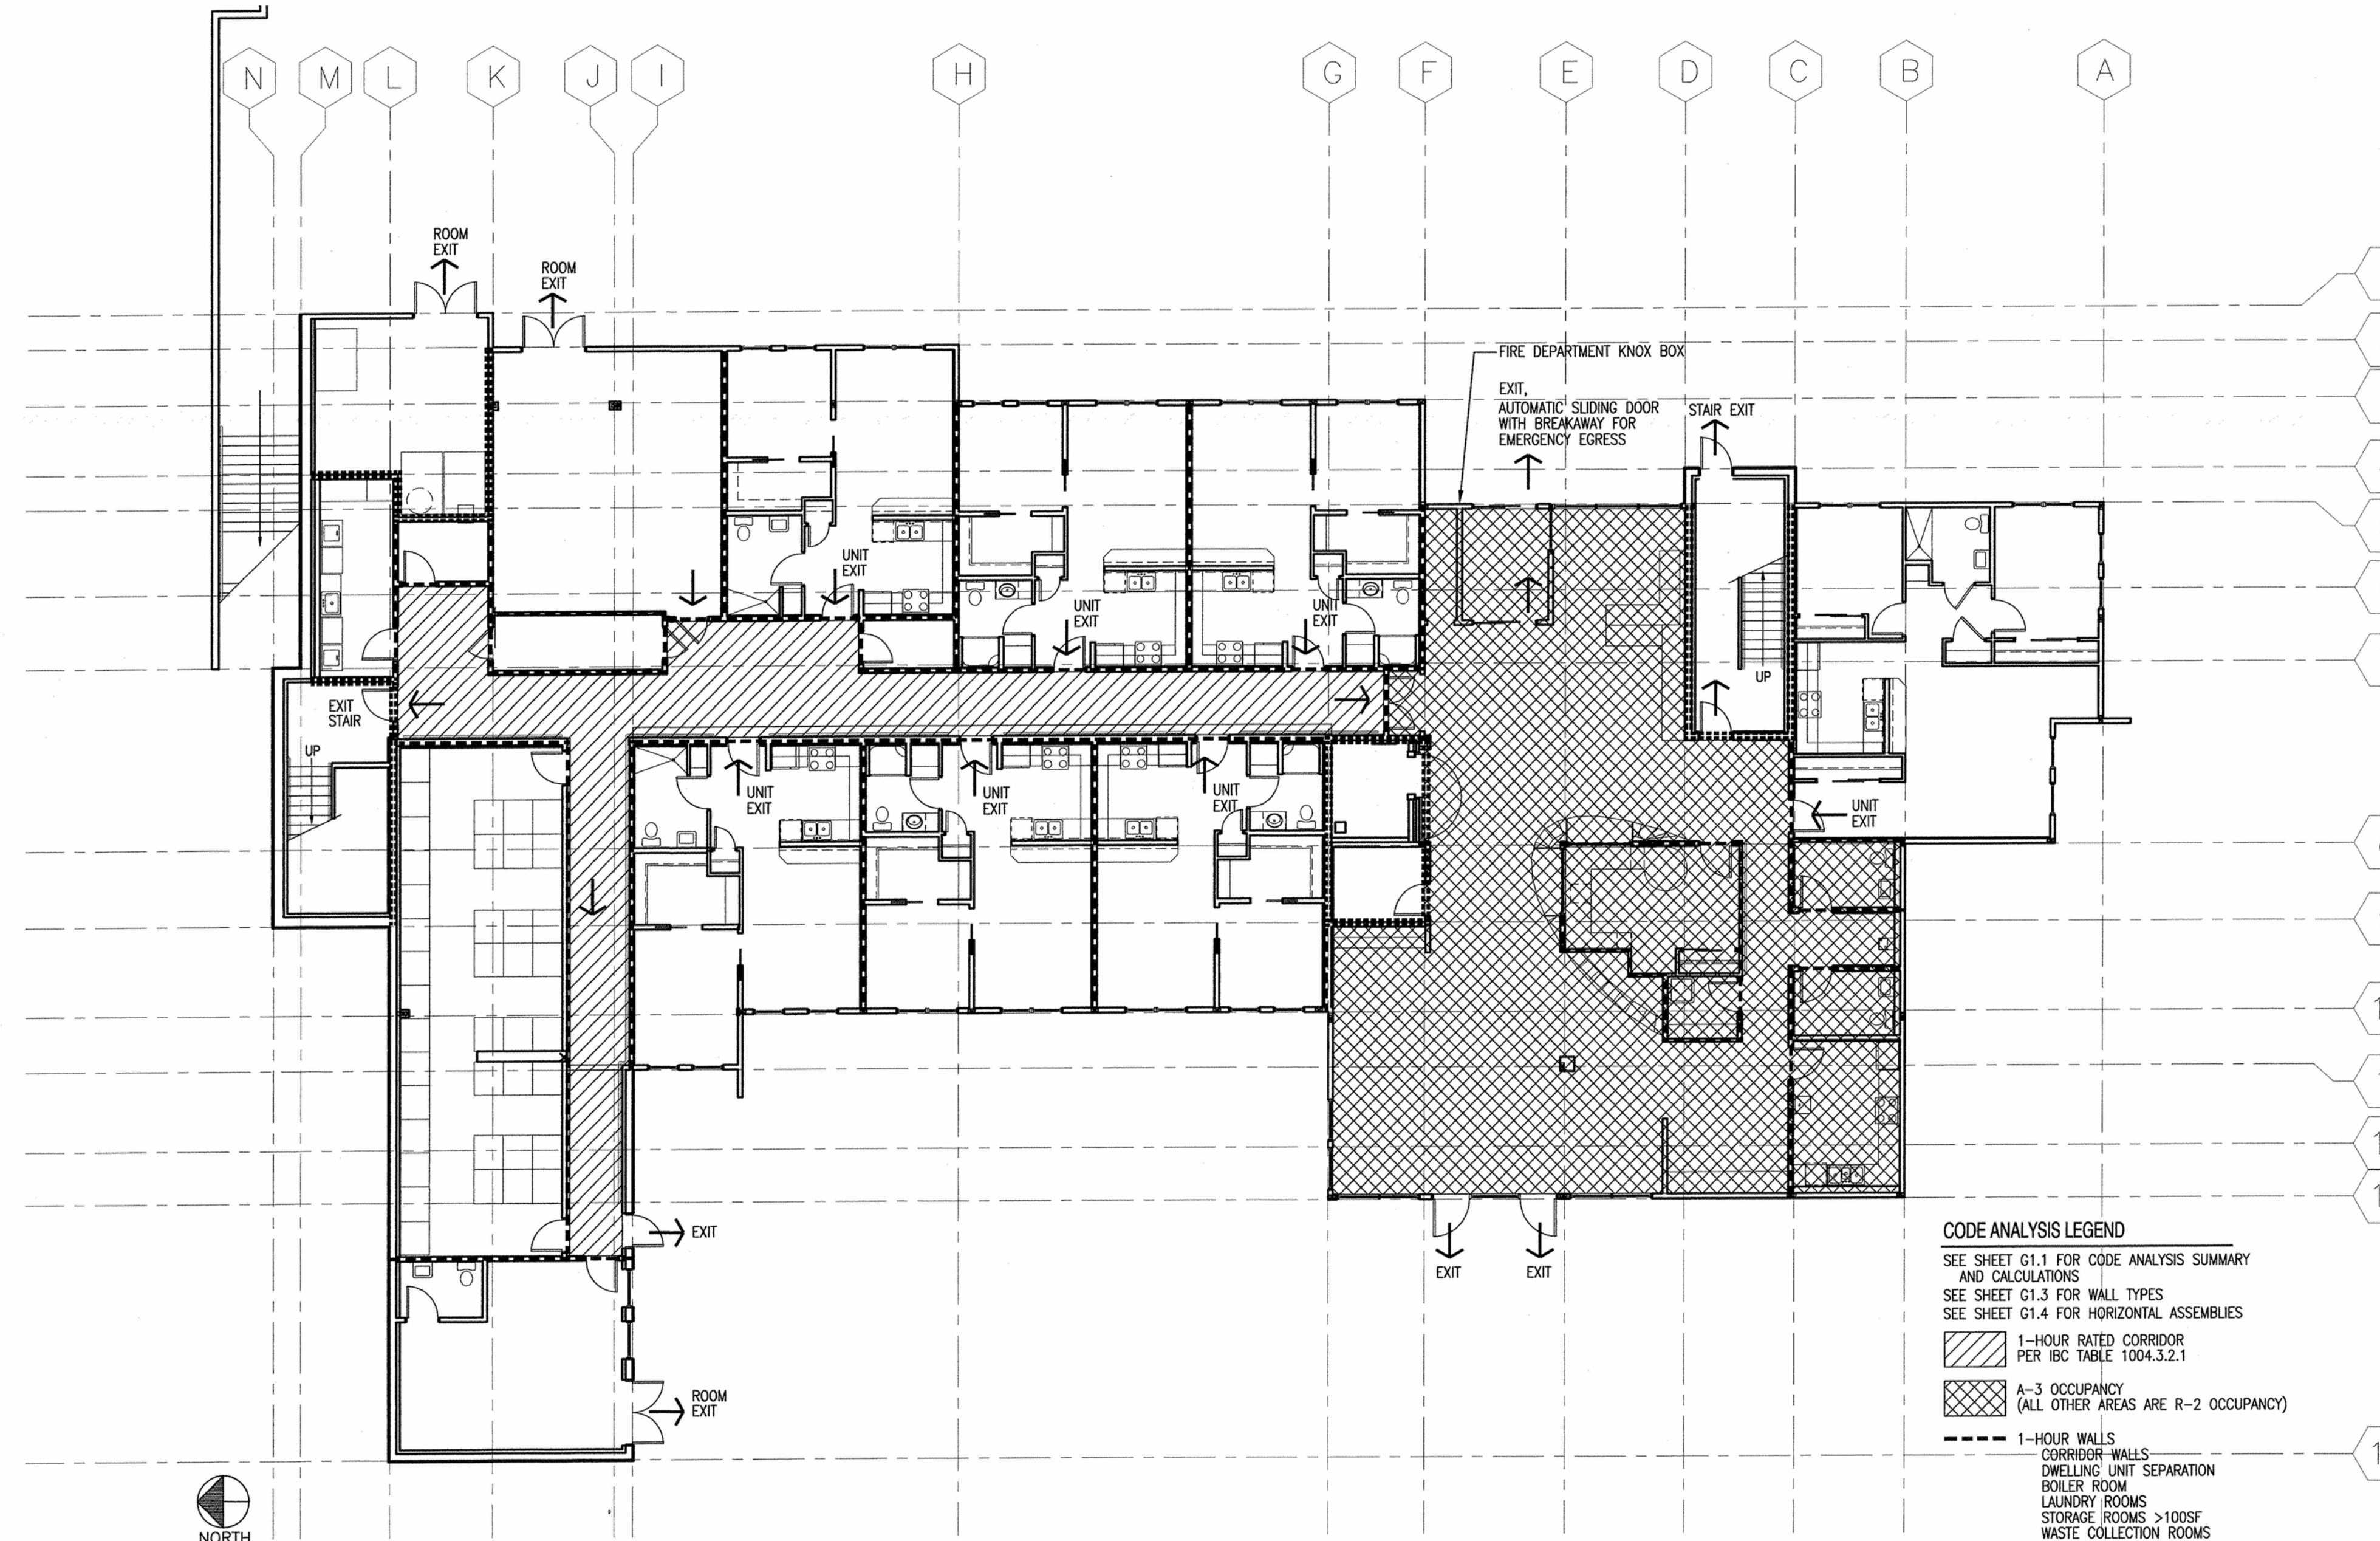 N
M
L
K
J
I
H
G
F
E
D
C
B
A
ROOM
EXIT
ROOM
EXIT
FIRE DEPARTMENT KNOX BOX
EXIT,
AUTOMATIC SLIDING DOOR
WITH BREAKAWAY FOR
EMERGENCY EGRESS
STAIR EXIT
UNIT
EXIT
UNIT
EXIT
UNIT
EXIT
UP
EXIT
STAIR
UP
UNIT
EXIT
UNIT
EXIT
UNIT
EXIT
UNIT
EXIT
EXIT
EXIT
EXIT
ROOM
EXIT
CODE ANALYSIS LEGEND
SEE SHEET G1.1 FOR CODE ANALYSIS SUMMARY
AND CALCULATIONS
SEE SHEET G1.3 FOR WALL TYPES
SEE SHEET G1.4 FOR HORIZONTAL ASSEMBLIES
1-HOUR RATED CORRIDOR
PER IBC TABLE 1004.3.2.1
A-3 OCCUPANCY
(ALL OTHER AREAS ARE R-2 OCCUPANCY)
1-HOUR WALLS
CORRIDOR WALLS
DWELLING UNIT SEPARATION
BOILER ROOM
LAUNDRY ROOMS
STORAGE ROOMS >100SF
WASTE COLLECTION ROOMS
NORTH